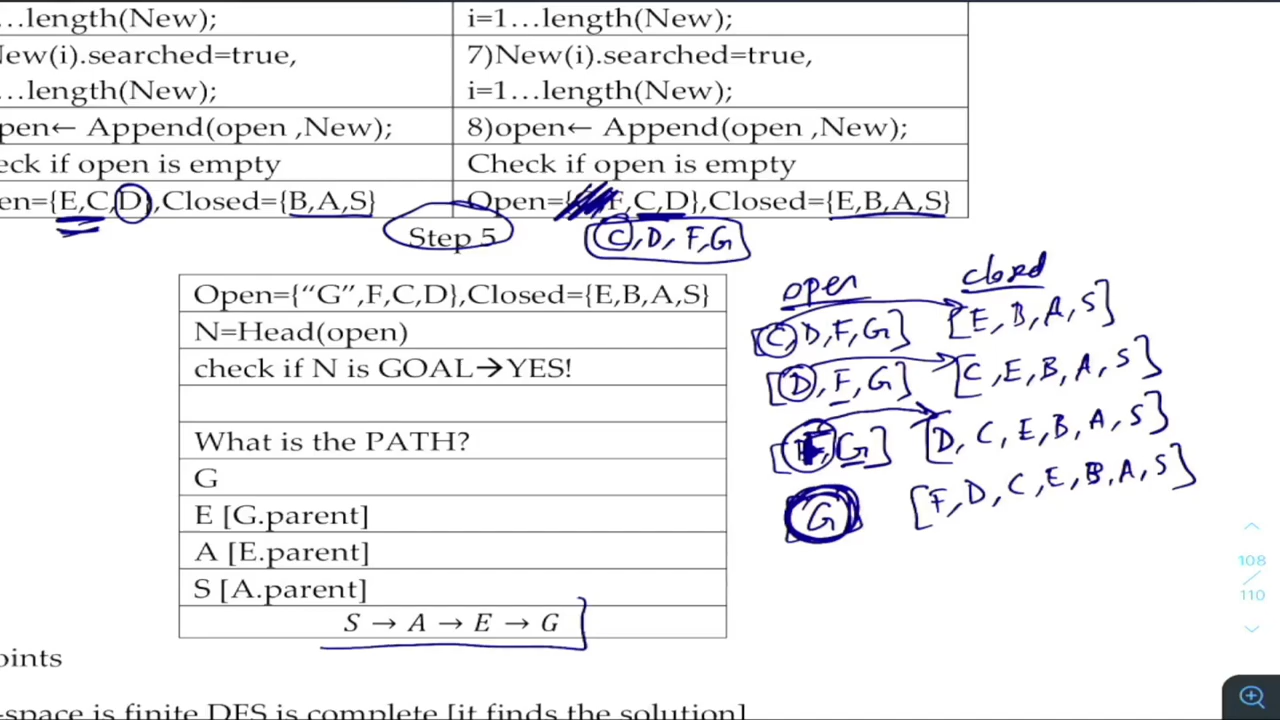 …length(New);
i=1…length(New);
New(i).searched=true,
7)New(i).searched=true,
…length(New);
i=1…length(New);
pen← Append(open ,New);
8)open← Append(open ,New);
eck if open is empty
Check if open is empty
en={E,C,D},Closed={B,A,S}
Open={ F,C,D},Closed={E,B,A,S}
Step 5
C, D, F, G
Open={“G”,F,C,D},Closed={E,B,A,S}
N=Head(open)
check if N is GOAL→YES!
What is the PATH?
G
E [G.parent]
A [E.parent]
S [A.parent]
S → A → E → G
open
closed
[C, D, F, G]
[E, B, A, S]
[D, F, G]
[C, E, B, A, S]
[F, G]
[D, C, E, B, A, S]
[G]
[F, D, C, E, B, A, S]
108
/
110
oints
-space is finite DFS is complete [it finds the solution]